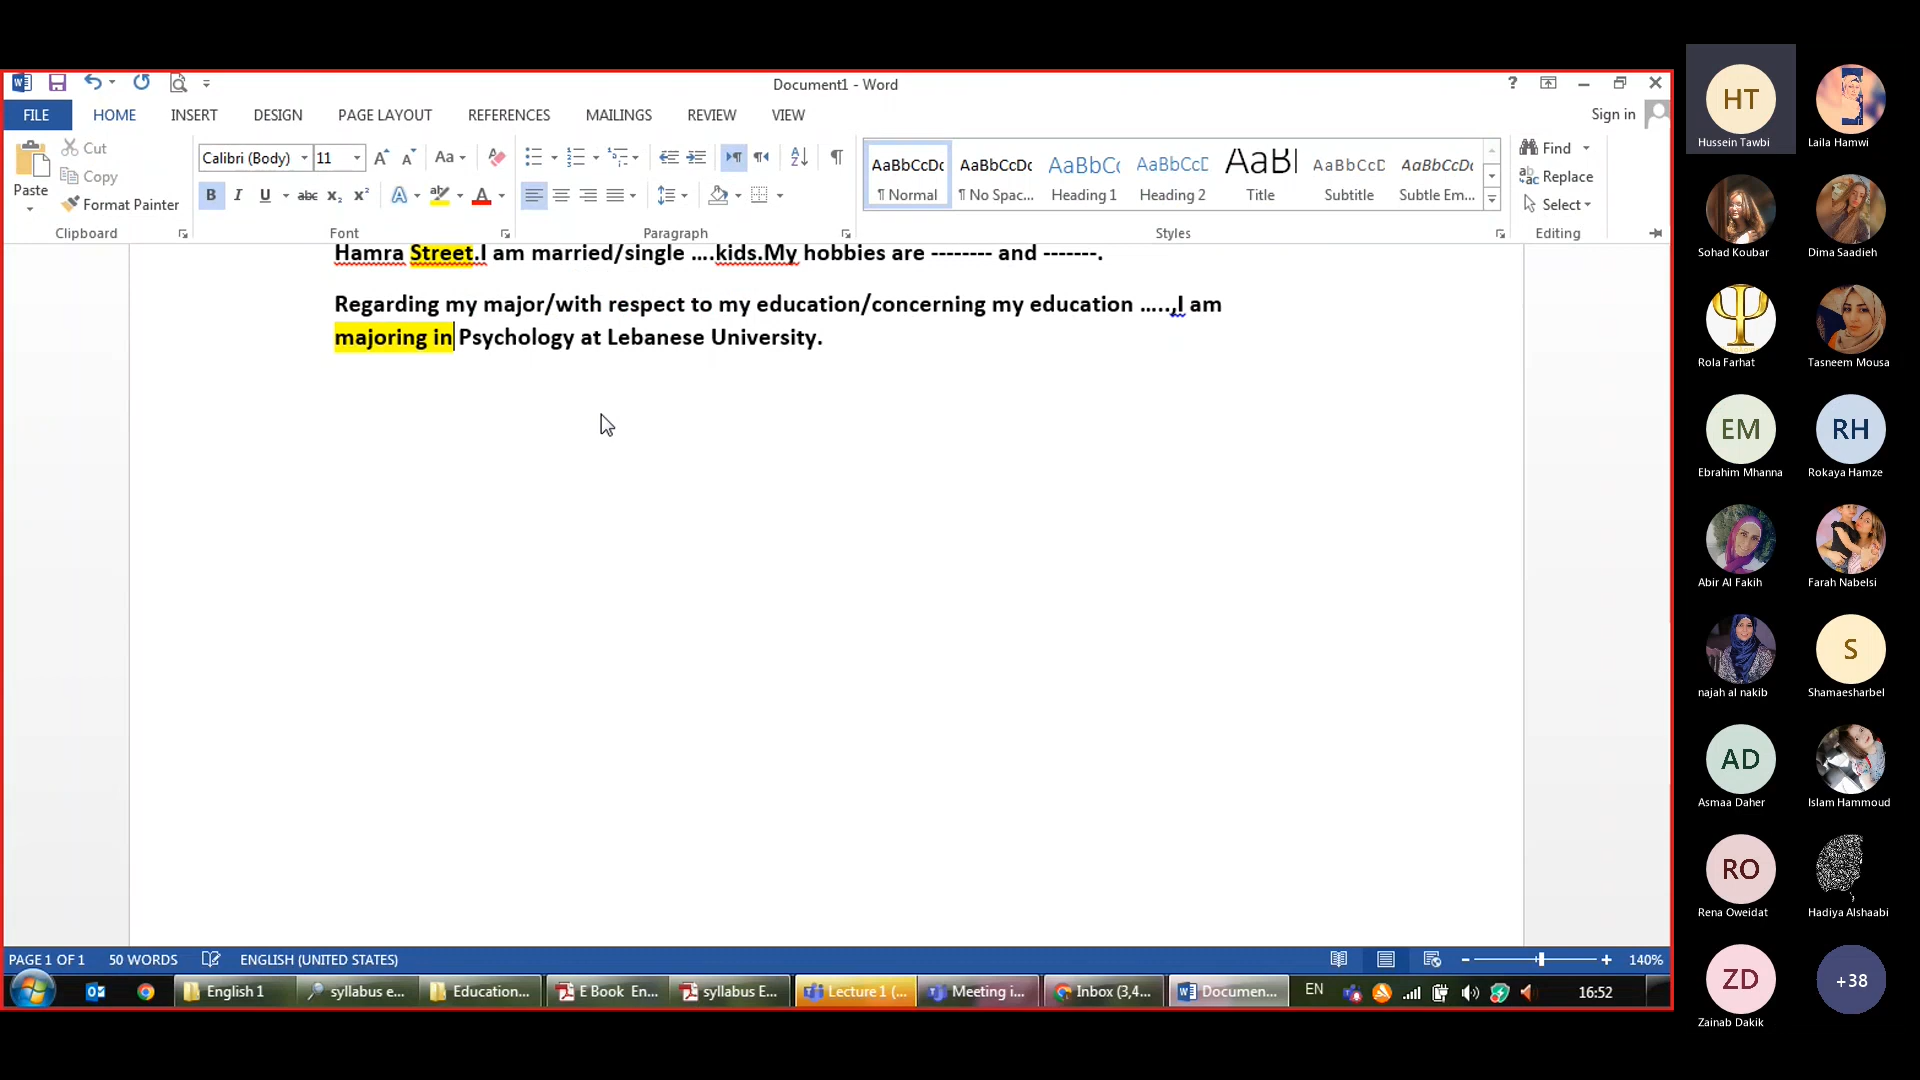 Document1 - Word
?
FILE HOME INSERT DESIGN PAGE LAYOUT REFERENCES MAILINGS REVIEW VIEW Sign in
Cut
Copy
Format Painter
Paste
Clipboard
Calibri (Body) 11
Font
Paragraph
AaBbCcDc AaBbCcDc AaBbC( AaBbCcD AaBl AaBbCcD AaBbCcDc
¶ Normal ¶ No Spac... Heading 1 Heading 2 Title Subtitle Subtle Em...
Styles
Find
Replace
Select
Editing
Hamra Street.I am married/single ….kids.My hobbies are -------- and -------.
Regarding my major/with respect to my education/concerning my education …..,I am
majoring in Psychology at Lebanese University.
PAGE 1 OF 1 50 WORDS ENGLISH (UNITED STATES) 140%
English 1 syllabus e... Education... E Book En... syllabus E... Lecture 1 (... Meeting i... Inbox (3,4... Documen... EN 16:52
HT
Hussein Tawbi
Laila Hamwi
Sohad Koubar
Dima Saadieh
Rola Farhat
Tasneem Mousa
EM
Ebrahim Mhanna
RH
Rokaya Hamze
Abir Al Fakih
Farah Nabelsi
najah al nakib
S
Shamaesharbel
AD
Asmaa Daher
Islam Hammoud
RO
Rena Oweidat
Hadiya Alshaabi
ZD
Zainab Dakik
+38